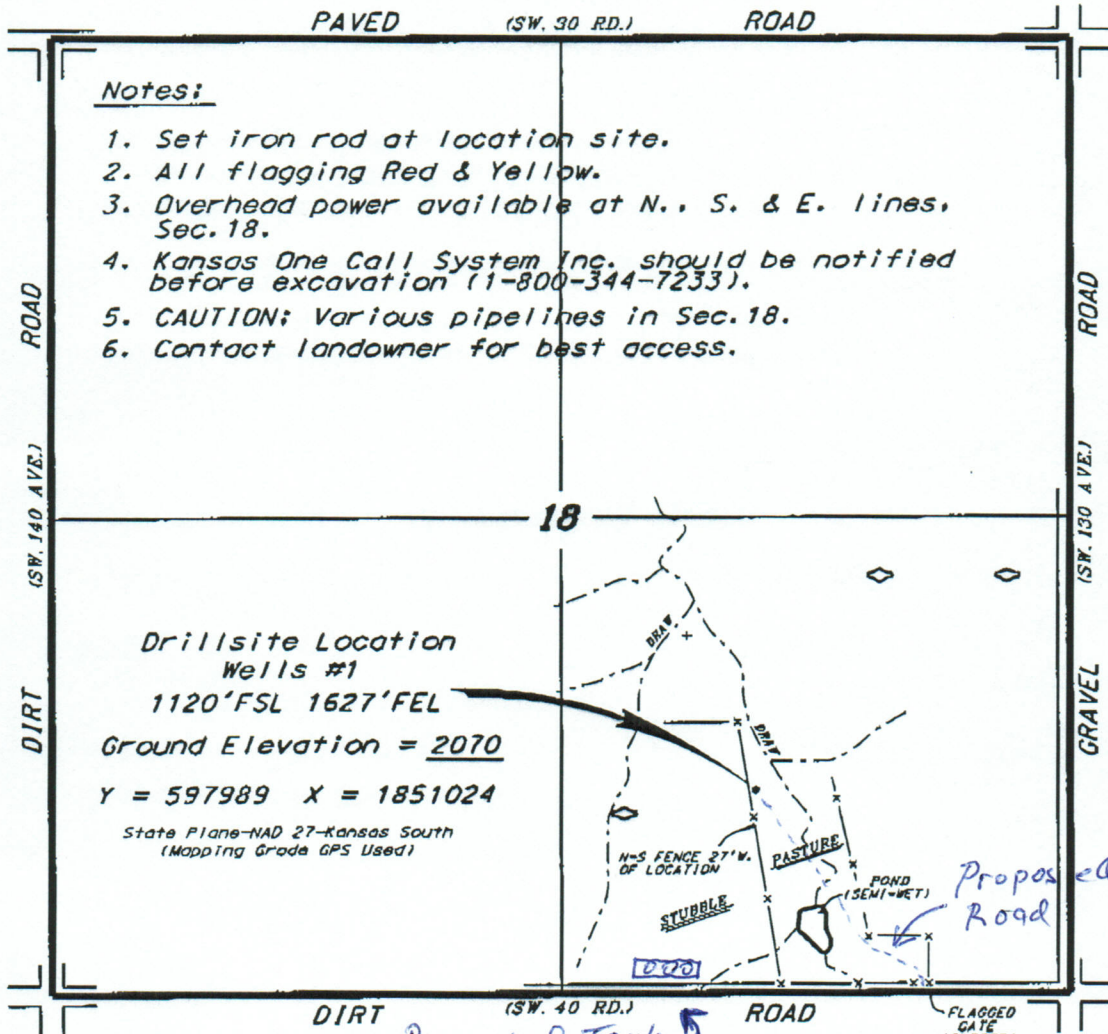 PAVED (SW. 30 RD.) ROAD
Notes:
1. Set iron rod at location site.
2. All flagging Red & Yellow.
3. Overhead power available at N., S. & E. lines,
Sec. 18.
4. Kansas One Call System Inc. should be notified
before excavation (1-800-344-7233).
5. CAUTION: Various pipelines in Sec. 18.
6. Contact landowner for best access.
ROAD
(SW. 140 AVE.)
DIRT
ROAD
(SW. 130 AVE.)
GRAVEL
18
Drillsite Location
Wells #1
1120'FSL 1627'FEL
Ground Elevation = 2070
Y = 597989 X = 1851024
State Plane-NAD 27-Kansas South
(Mapping Grade GPS Used)
DRAW
DRAW
N-S FENCE 27'W.
OF LOCATION
PASTURE
STUBBLE
POND
(SEMI-WET)
Proposed
Road
DIRT (SW. 40 RD.) ROAD
FLAGGED
GATE